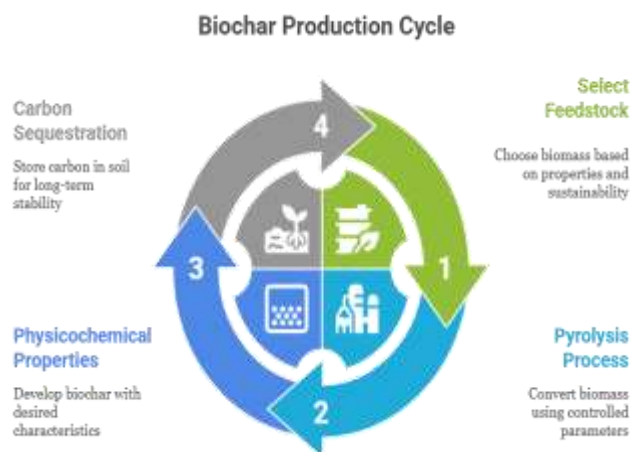 Biochar Production Cycle
Carbon
Sequestration
Store carbon in soil
for long-term
stability
Select
Feedstock
Choose biomass based
on properties and
sustainability
4
3
1
2
Physicochemical
Properties
Develop biochar with
desired
characteristics
Pyrolysis
Process
Convert biomass
using controlled
parameters